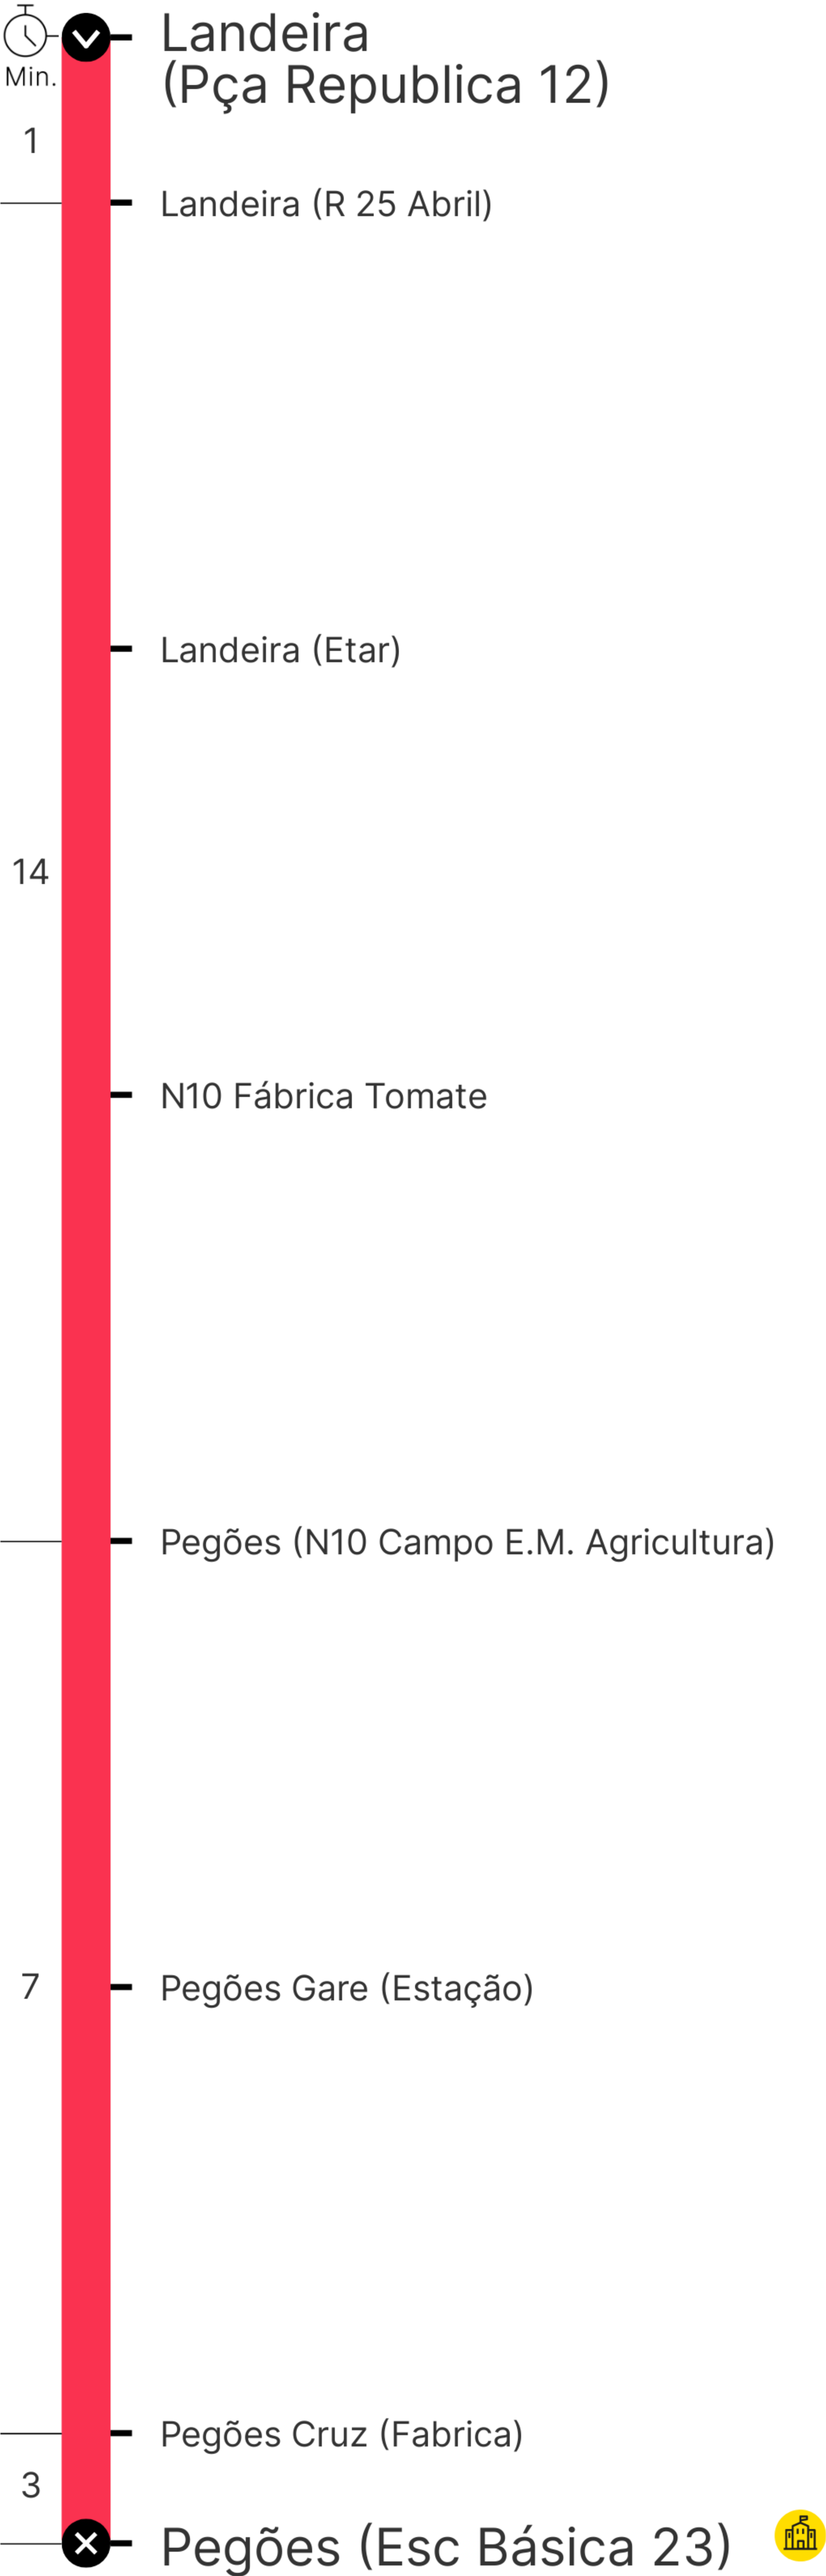 Landeira
(Pça Republica 12)
Min.
1
Landeira (R 25 Abril)
Landeira (Etar)
14
N10 Fábrica Tomate
Pegões (N10 Campo E.M. Agricultura)
7
Pegões Gare (Estação)
Pegões Cruz (Fabrica)
3
Pegões (Esc Básica 23)